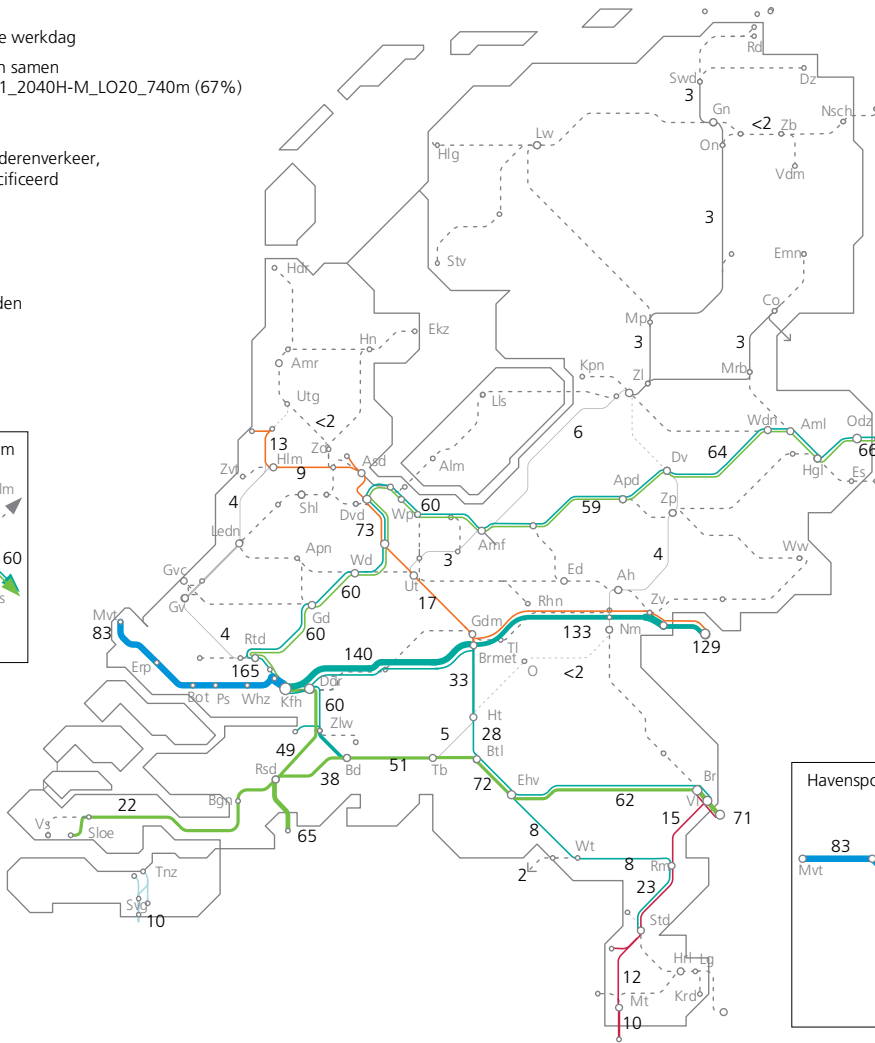 e werkdag
n samen
1_2040H-M_LO20_740m (67%)
derenverkeer,
cificeerd
den
Rd
Swd
Dz
3
Gn
Nsch
<2
Zb
On
Lw
Hlg
Vdm
3
Stv
Emn
Hdr
Co
Mp
Ekz
Hn
3
3
Amr
Kpn
Zl
Mrb
Utg
Lls
<2
6
Wdn
Aml
Odz
13
Zd
66
m
Hlm
9
Asd
Alm
64
Hgl
Dv
Zvt
Es
lm
Apd
Shl
4
Wp
60
59
Zp
Dvd
Ledn
73
Amf
Apn
Ww
60
Wd
3
4
Gvc
Ut
Ed
Ah
s
60
Gv
17
Rhn
Zv
Mvt
Gd
60
Gdm
83
4
133
Nm
Rtd
Tl
129
140
Brmet
Erp
165
O
<2
33
Bot
Ps
Whz
Kfh
Ddr
60
Ht
Zlw
5
28
49
Btl
Rsd
Bd
51
Tb
38
72
Ehv
Br
Havenspo
Bgn
62
22
Vl
15
71
Vs
Sloe
65
8
83
Wt
8
Rm
Mvt
Tnz
2
23
Svg
10
Std
Hrl
Lg
12
Mt
Krd
10